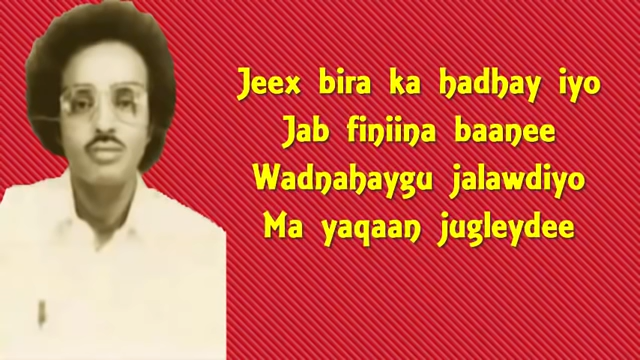 Jeex bira ka hadhay iyo
Jab finiina baanee
Wadnahaygu jalawdiyo
Ma yaqaan jugleydee